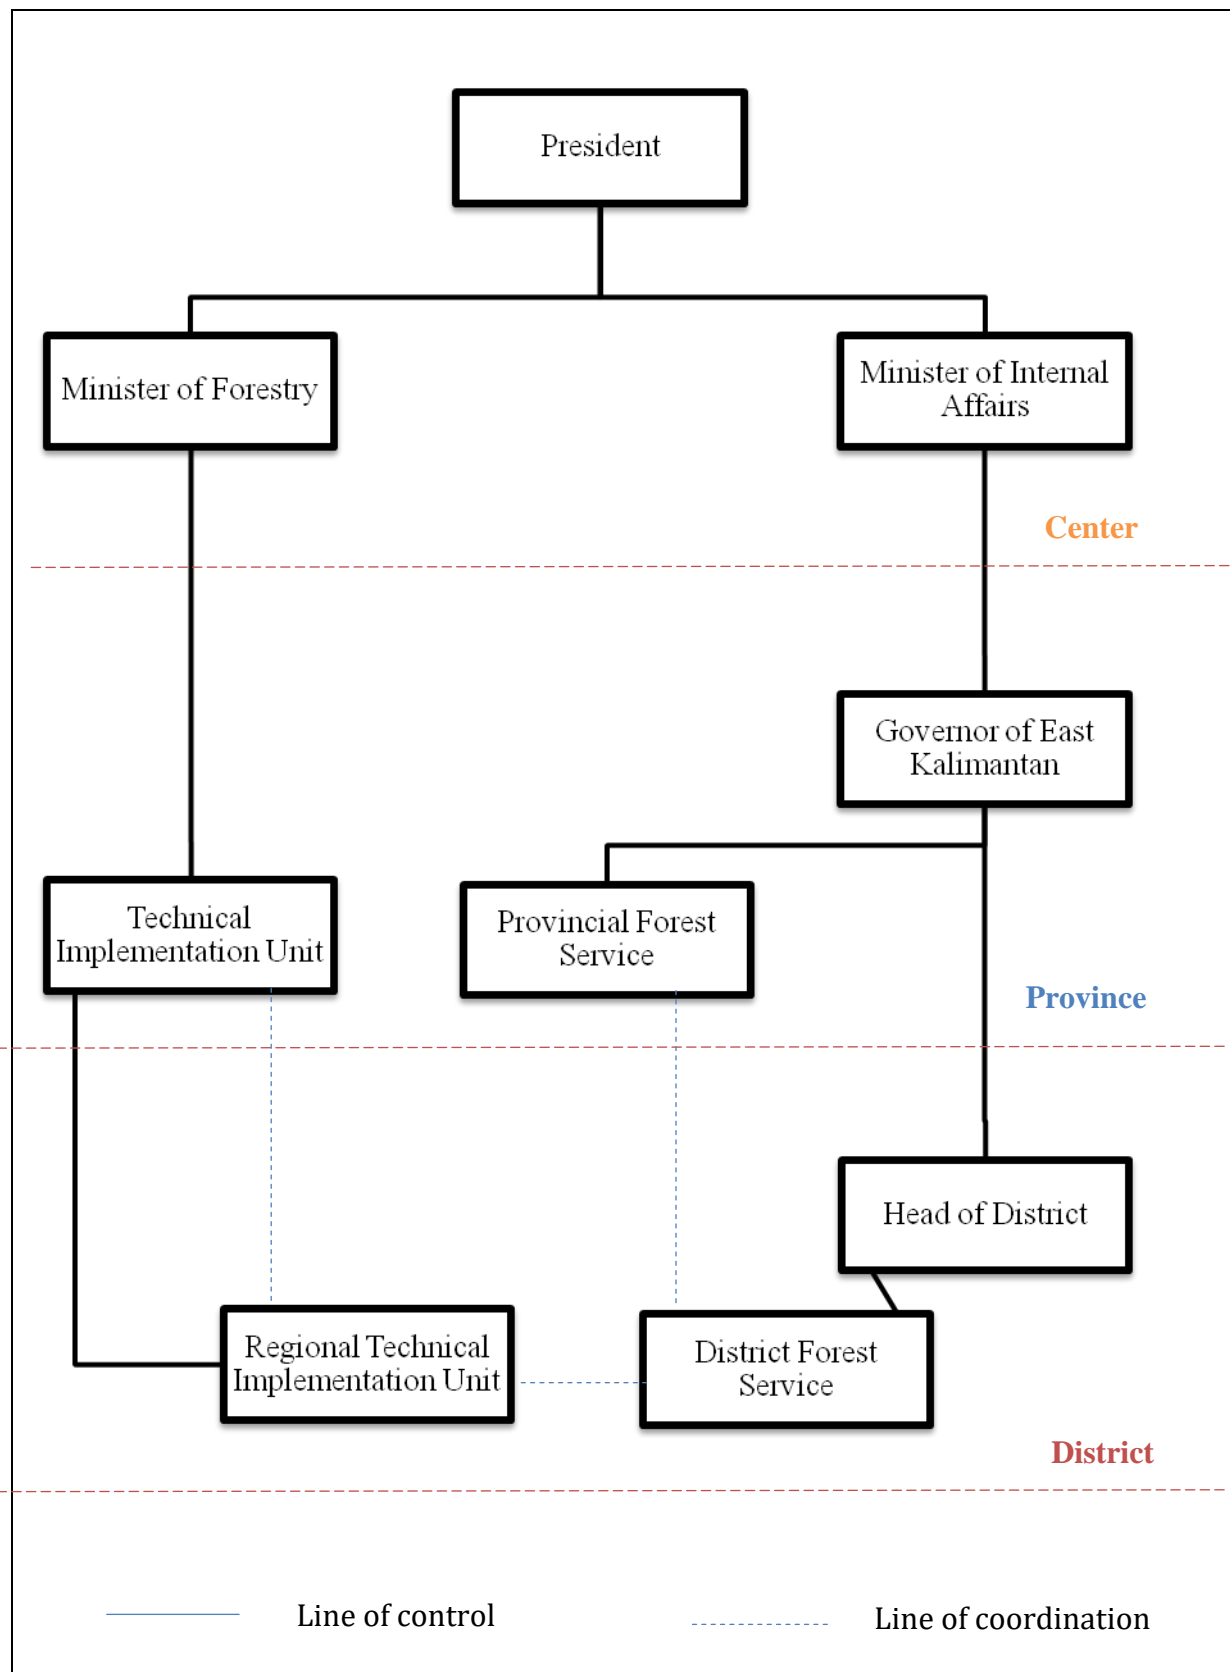 President
Minister of Forestry
Minister of Internal
Affairs
Center
Governor of East
Kalimantan
Technical
Implementation Unit
Provincial Forest
Service
Province
Head of District
Regional Technical
Implementation Unit
District Forest
Service
District
Line of control
Line of coordination